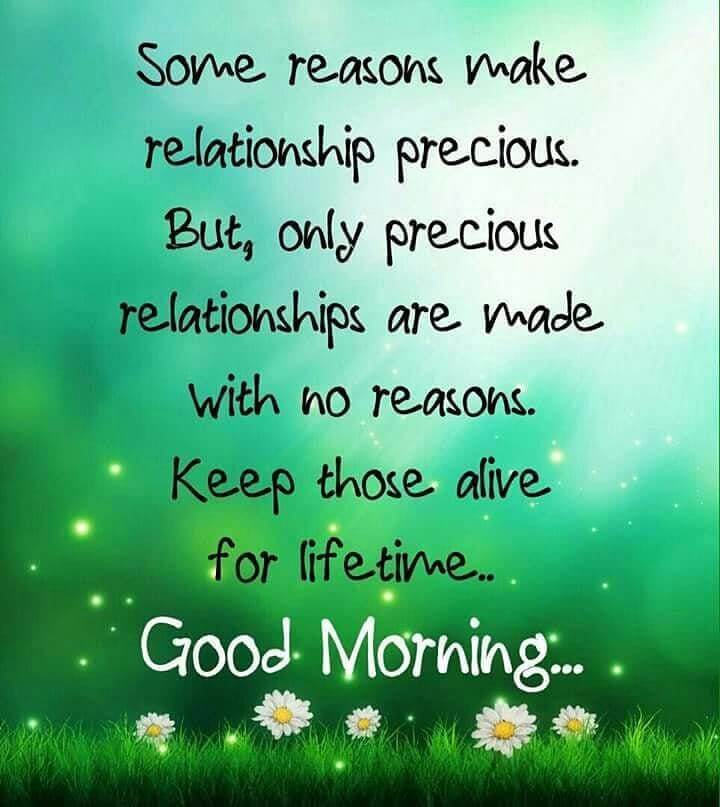 Some reasons make
relationship precious.
But, only precious
relationships are made
with no reasons.
Keep those alive
for lifetime..
Good Morning...